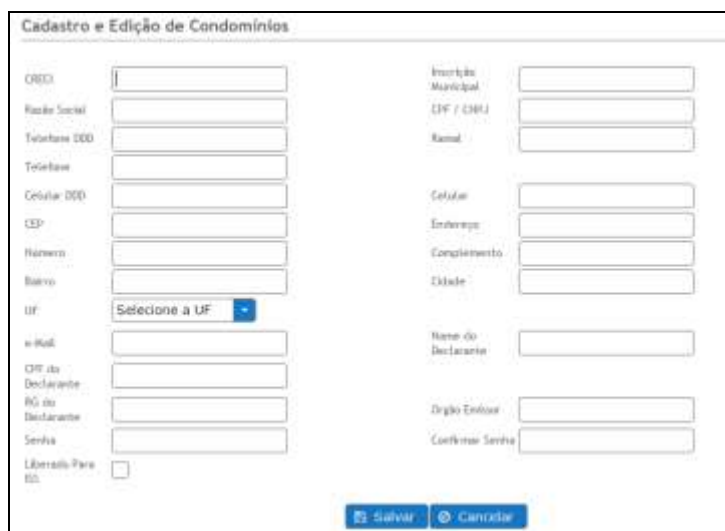 Cadastro e Edição de Condomínios
CRECI
Inscrição
Municipal
Razão Social
CPF / CNPJ
Telefone DDD
Ramal
Telefone
Celular DDD
Celular
CEP
Endereço
Número
Complemento
Bairro
Cidade
UF
Selecione a UF
e-Mail
Nome do
Declarante
CPF do
Declarante
RG do
Declarante
Orgão Emissor
Senha
Confirmar Senha
Liberado Para
Salvar
Cancelar